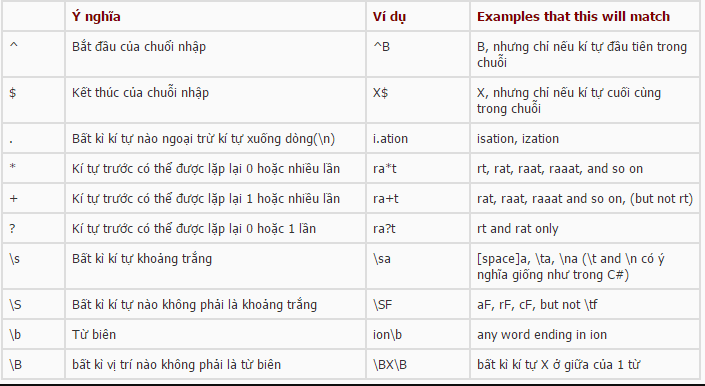 Ý nghĩa Ví dụ Examples that this will match
^ Bắt đầu của chuổi nhập ^B B, nhưng chỉ nếu kí tự đầu tiên trong
chuỗi
$ Kết thúc của chuỗi nhập X$ X, nhưng chỉ nếu kí tự cuối cùng
trong chuỗi
. Bất kì kí tự nào ngoại trừ kí tự xuống dòng(\n) i.ation isation, ization
* Kí tự trước có thể được lặp lại 0 hoặc nhiều lần ra*t rt, rat, raat, raaat, and so on
+ Kí tự trước có thể được lặp lại 1 hoặc nhiều lần ra+t rat, raat, raaat and so on, (but not rt)
? Kí tự trước có thể được lặp lại 0 hoặc 1 lần ra?t rt and rat only
\s Bất kì kí tự khoảng trắng \sa [space]a, \ta, \na (\t and \n có ý
nghĩa giống như trong C#)
\S Bất kì kí tự nào không phải là khoảng trắng \SF aF, rF, cF, but not \tf
\b Từ biên ion\b any word ending in ion
\B bất kì vị trí nào không phải là từ biên \BX\B bất kì kí tự X ở giữa của 1 từ